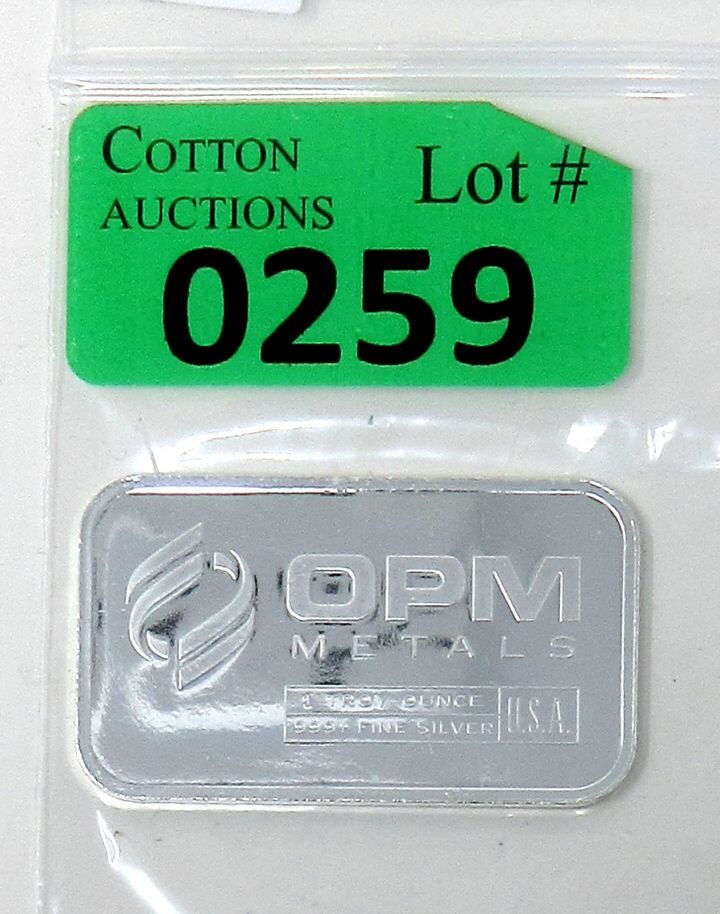 COTTON
AUCTIONS
Lot #
0259
OPM
METALS
1 TROY OUNCE
999+ FINE SILVER
U.S.A.